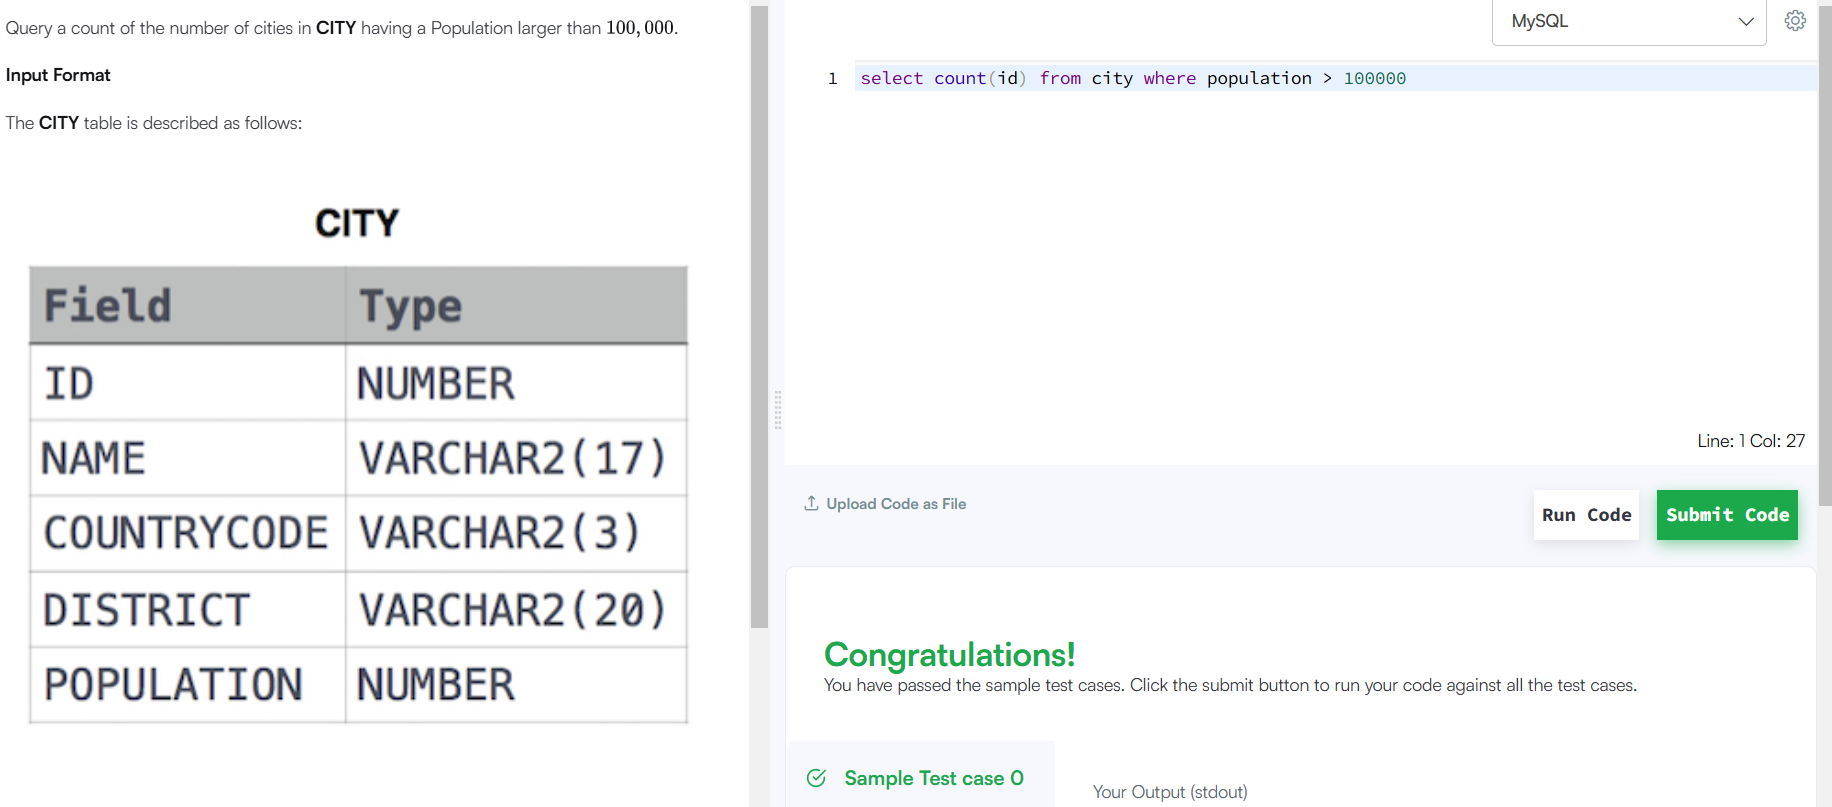 Query a count of the number of cities in CITY having a Population larger than 100, 000.
Input Format
The CITY table is described as follows:
CITY
Field Type
ID NUMBER
NAME VARCHAR2(17)
COUNTRYCODE VARCHAR2(3)
DISTRICT VARCHAR2(20)
POPULATION NUMBER
MySQL
1 select count(id) from city where population > 100000
Line: 1 Col: 27
Upload Code as File
Run Code
Submit Code
Congratulations!
You have passed the sample test cases. Click the submit button to run your code against all the test cases.
Sample Test case 0
Your Output (stdout)